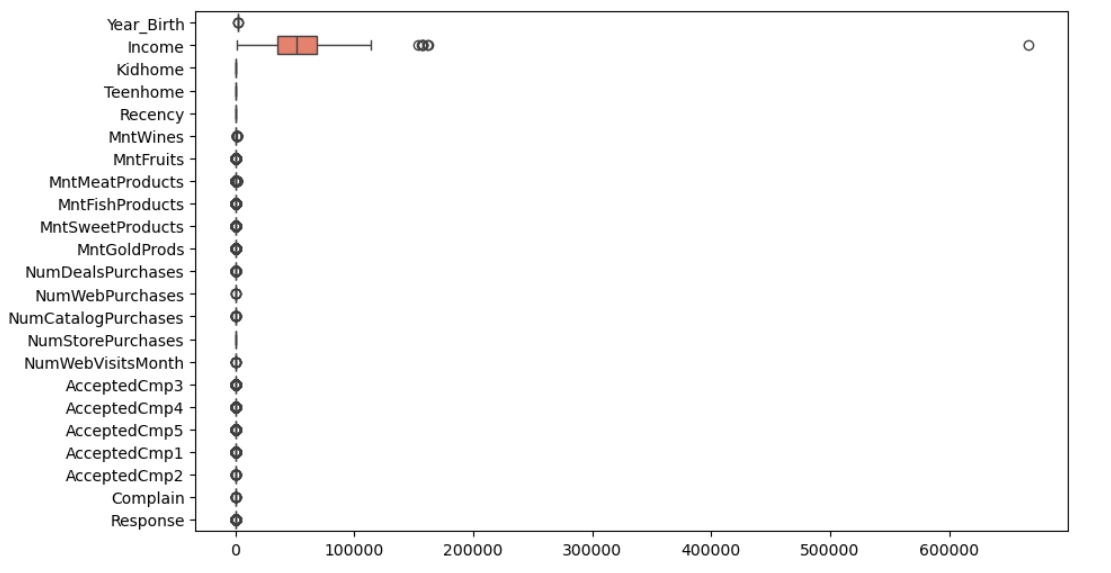 Year_Birth
Income
Kidhome
Teenhome
Recency
MntWines
MntFruits
MntMeatProducts
MntFishProducts
MntSweetProducts
MntGoldProds
NumDealsPurchases
NumWebPurchases
NumCatalogPurchases
NumStorePurchases
NumWebVisitsMonth
AcceptedCmp3
AcceptedCmp4
AcceptedCmp5
AcceptedCmp1
AcceptedCmp2
Complain
Response
0 100000 200000 300000 400000 500000 600000